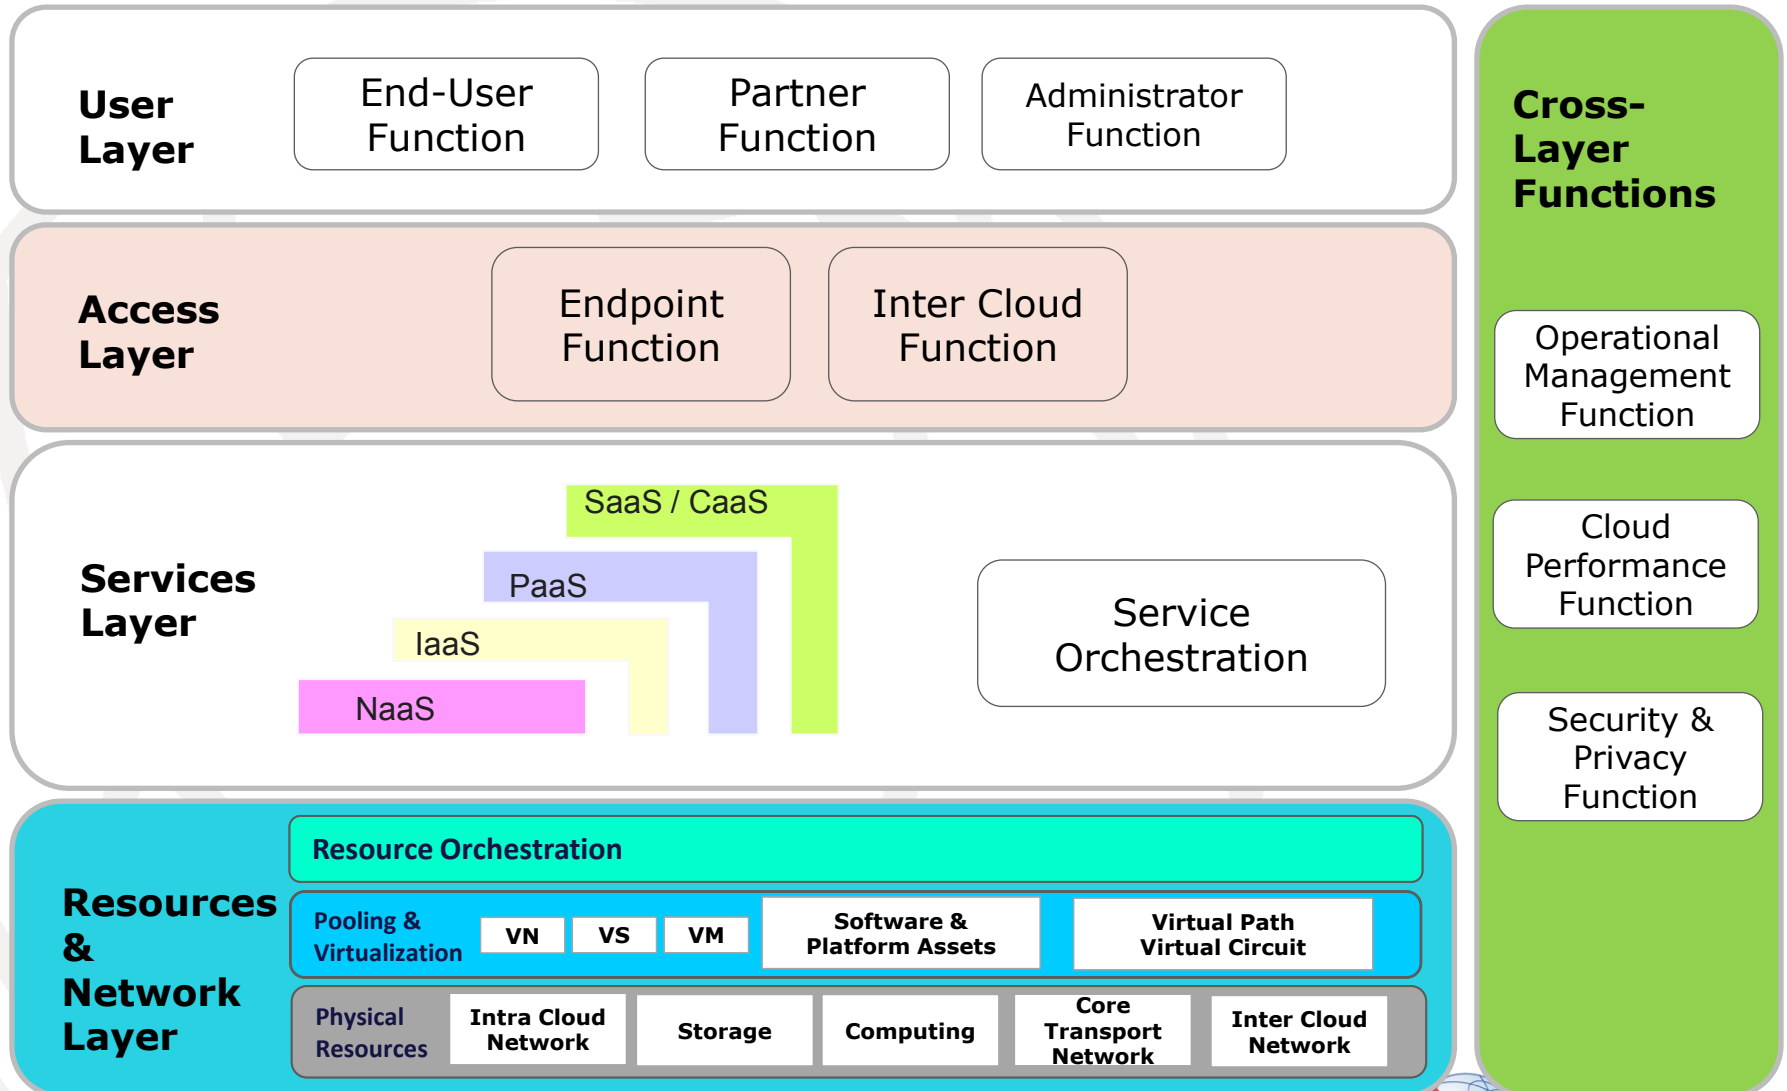 User
Layer
End-User
Function
Partner
Function
Administrator
Function
Access
Layer
Endpoint
Function
Inter Cloud
Function
Services
Layer
SaaS / CaaS
PaaS
IaaS
NaaS
Service
Orchestration
Resources
&
Network
Layer
Resource Orchestration
Pooling &
Virtualization
VN
VS
VM
Software &
Platform Assets
Virtual Path
Virtual Circuit
Physical
Resources
Intra Cloud
Network
Storage
Computing
Core
Transport
Network
Inter Cloud
Network
Cross-
Layer
Functions
Operational
Management
Function
Cloud
Performance
Function
Security &
Privacy
Function